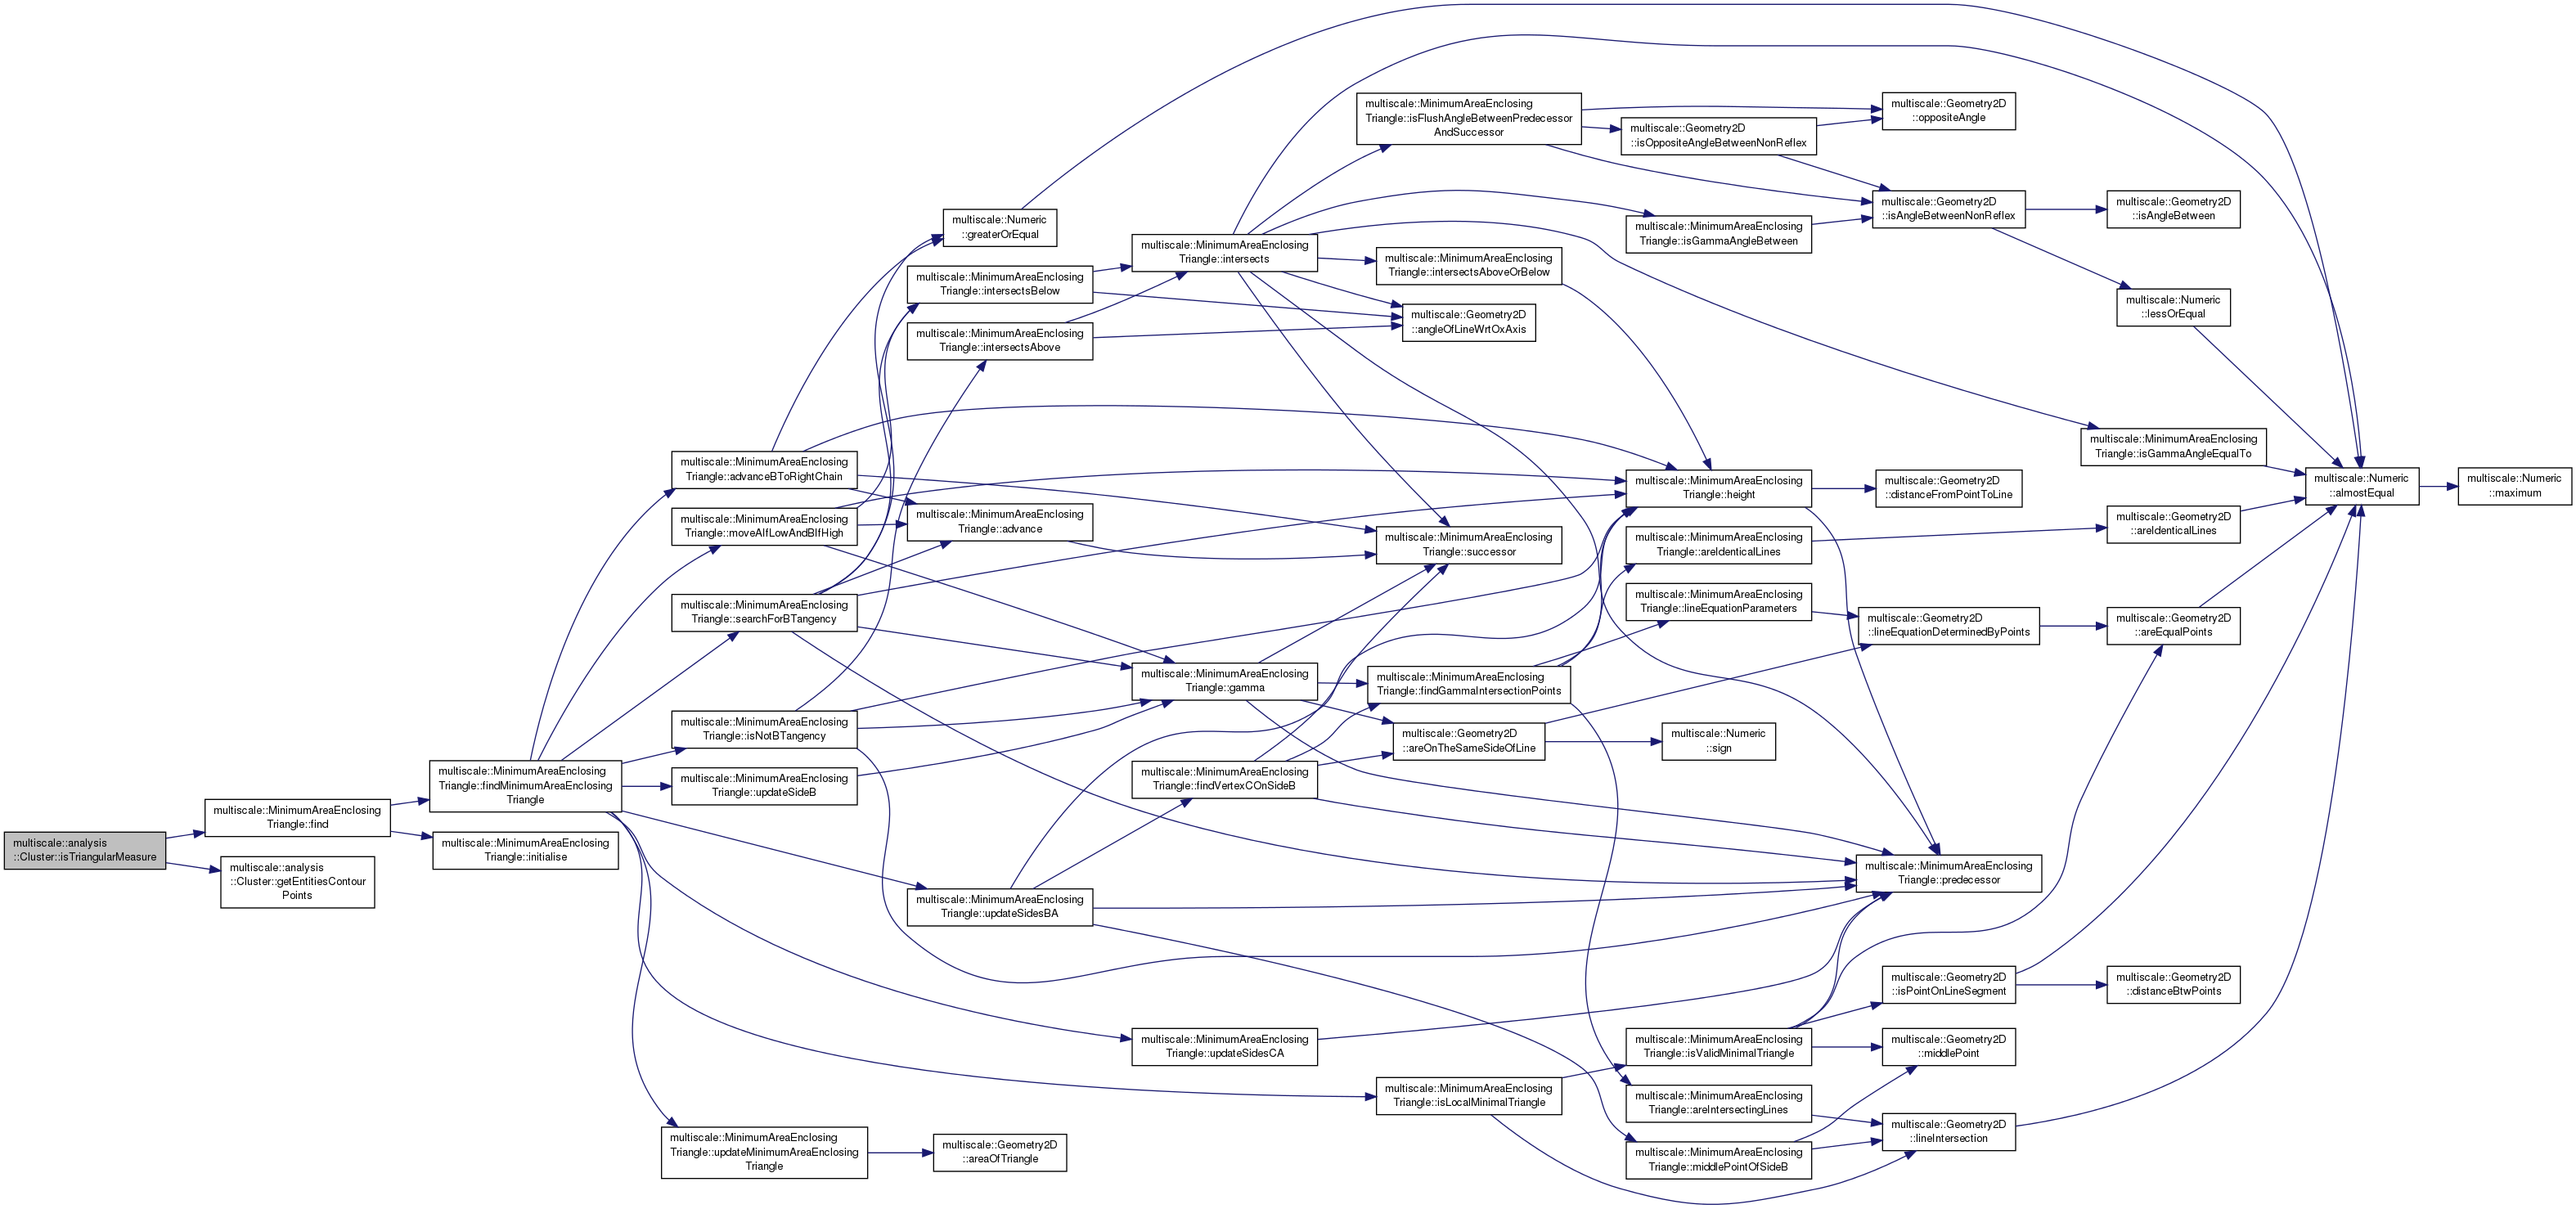 multiscale::analysis
::Cluster::isTriangularMeasure
multiscale::MinimumAreaEnclosing
Triangle::find
multiscale::analysis
::Cluster::getEntitiesContour
Points
multiscale::MinimumAreaEnclosing
Triangle::findMinimumAreaEnclosing
Triangle
multiscale::MinimumAreaEnclosing
Triangle::initialise
multiscale::MinimumAreaEnclosing
Triangle::advanceBToRightChain
multiscale::MinimumAreaEnclosing
Triangle::moveAIfLowAndBIfHigh
multiscale::MinimumAreaEnclosing
Triangle::searchForBTangency
multiscale::MinimumAreaEnclosing
Triangle::isNotBTangency
multiscale::MinimumAreaEnclosing
Triangle::updateSideB
multiscale::MinimumAreaEnclosing
Triangle::updateMinimumAreaEnclosing
Triangle
multiscale::Numeric
::greaterOrEqual
multiscale::MinimumAreaEnclosing
Triangle::intersectsBelow
multiscale::MinimumAreaEnclosing
Triangle::intersectsAbove
multiscale::MinimumAreaEnclosing
Triangle::advance
multiscale::MinimumAreaEnclosing
Triangle::updateSidesBA
multiscale::Geometry2D
::areaOfTriangle
multiscale::MinimumAreaEnclosing
Triangle::intersects
multiscale::MinimumAreaEnclosing
Triangle::gamma
multiscale::MinimumAreaEnclosing
Triangle::findVertexCOnSideB
multiscale::MinimumAreaEnclosing
Triangle::updateSidesCA
multiscale::MinimumAreaEnclosing
Triangle::isFlushAngleBetweenPredecessor
AndSuccessor
multiscale::MinimumAreaEnclosing
Triangle::intersectsAboveOrBelow
multiscale::Geometry2D
::angleOfLineWrtOxAxis
multiscale::MinimumAreaEnclosing
Triangle::successor
multiscale::MinimumAreaEnclosing
Triangle::findGammaIntersectionPoints
multiscale::Geometry2D
::areOnTheSameSideOfLine
multiscale::MinimumAreaEnclosing
Triangle::isLocalMinimalTriangle
multiscale::Geometry2D
::isOppositeAngleBetweenNonReflex
multiscale::MinimumAreaEnclosing
Triangle::isGammaAngleBetween
multiscale::MinimumAreaEnclosing
Triangle::height
multiscale::MinimumAreaEnclosing
Triangle::areIdenticalLines
multiscale::MinimumAreaEnclosing
Triangle::lineEquationParameters
multiscale::Numeric
::sign
multiscale::MinimumAreaEnclosing
Triangle::isValidMinimalTriangle
multiscale::MinimumAreaEnclosing
Triangle::areIntersectingLines
multiscale::MinimumAreaEnclosing
Triangle::middlePointOfSideB
multiscale::Geometry2D
::oppositeAngle
multiscale::Geometry2D
::isAngleBetweenNonReflex
multiscale::Geometry2D
::distanceFromPointToLine
multiscale::Geometry2D
::lineEquationDeterminedByPoints
multiscale::MinimumAreaEnclosing
Triangle::predecessor
multiscale::Geometry2D
::isPointOnLineSegment
multiscale::Geometry2D
::middlePoint
multiscale::Geometry2D
::lineIntersection
multiscale::Geometry2D
::isAngleBetween
multiscale::Numeric
::lessOrEqual
multiscale::MinimumAreaEnclosing
Triangle::isGammaAngleEqualTo
multiscale::Geometry2D
::areIdenticalLines
multiscale::Geometry2D
::areEqualPoints
multiscale::Geometry2D
::distanceBtwPoints
multiscale::Numeric
::almostEqual
multiscale::Numeric
::maximum